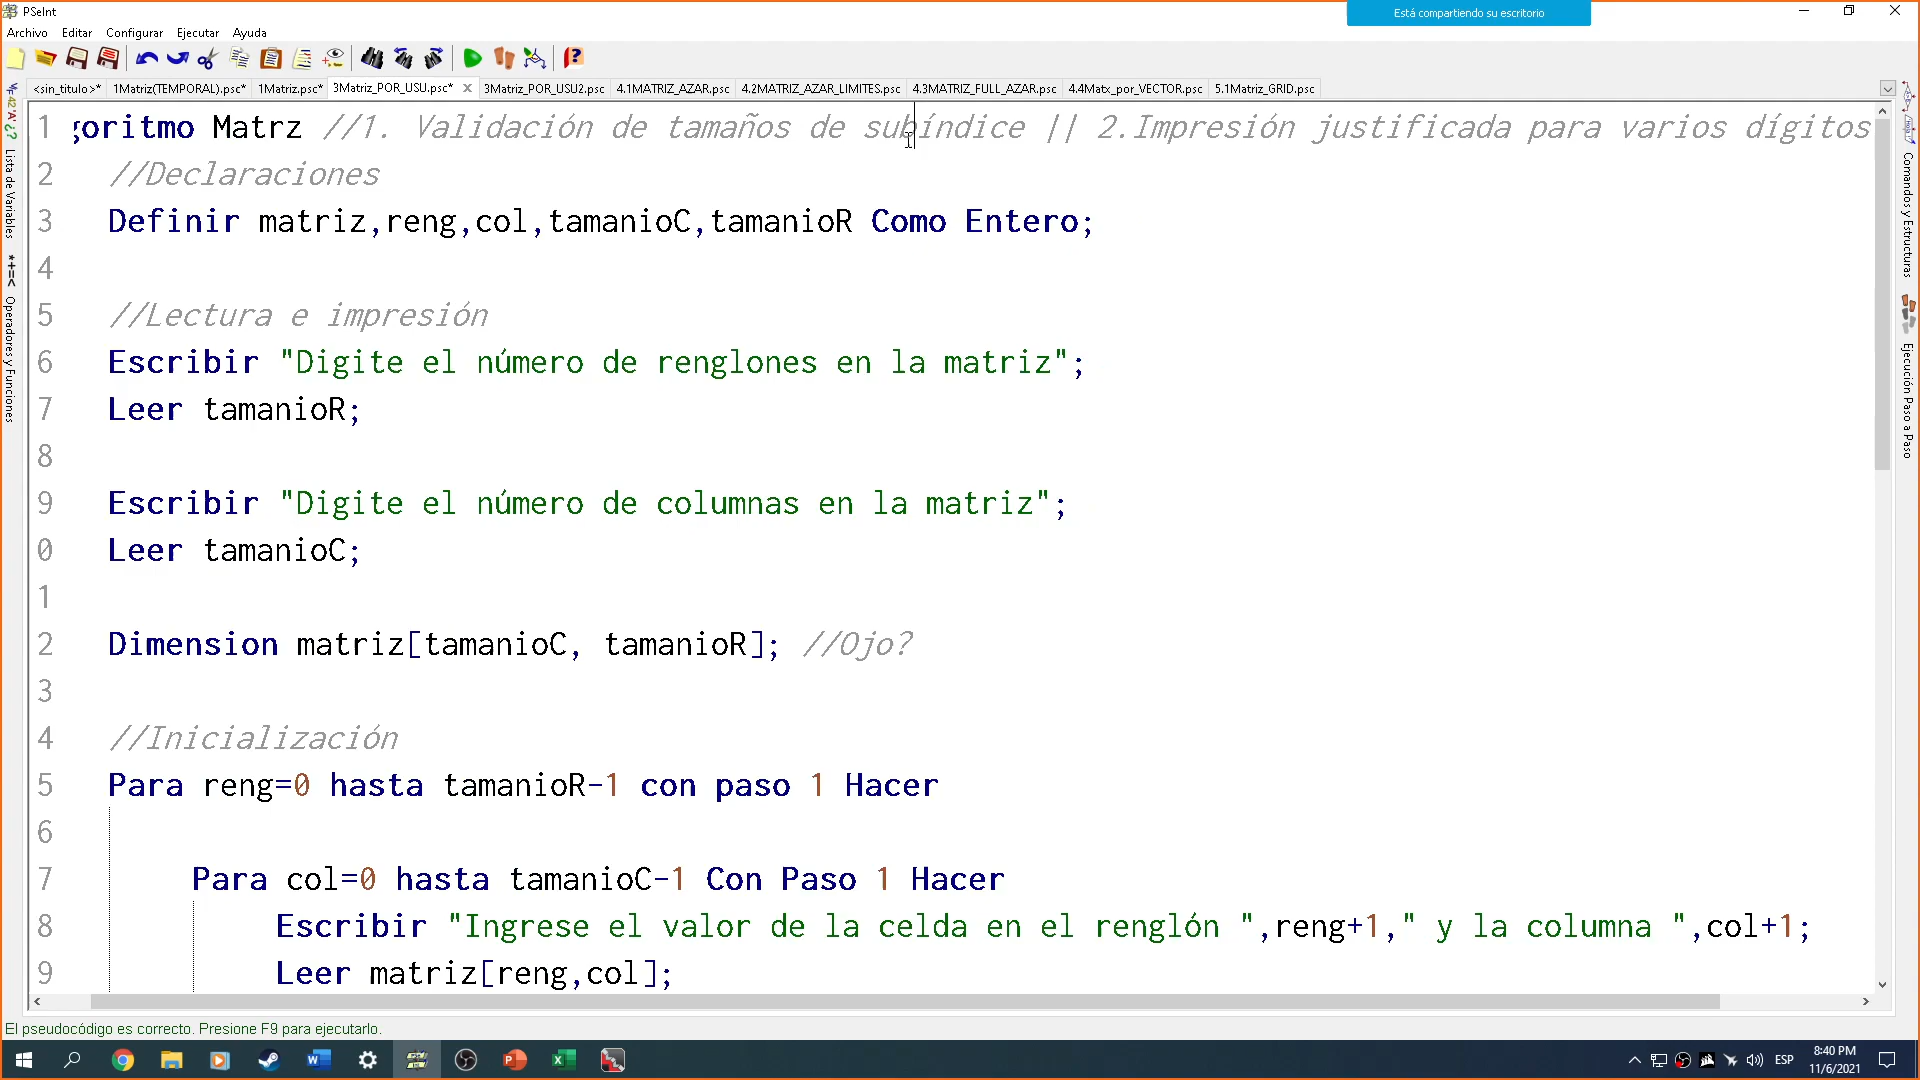 PSeInt
Está compartiendo su escritorio
Archivo Editar Configurar Ejecutar Ayuda
<sin_titulo>* 1Matriz(TEMPORAL).psc* 1Matriz.psc* 3Matriz_POR_USU.psc* 3Matriz_POR_USU2.psc 4.1MATRIZ_AZAR.psc 4.2MATRIZ_AZAR_LIMITES.psc 4.3MATRIZ_FULL_AZAR.psc 4.4Matx_por_VECTOR.psc 5.1Matriz_GRID.psc
Lista de Variables
Operadores y Funciones
1 goritmo Matrz //1. Validación de tamaños de subíndice || 2.Impresión justificada para varios dígitos
2 //Declaraciones
3 Definir matriz,reng,col,tamanioC,tamanioR Como Entero;
4
5 //Lectura e impresión
6 Escribir "Digite el número de renglones en la matriz";
7 Leer tamanioR;
8
9 Escribir "Digite el número de columnas en la matriz";
0 Leer tamanioC;
1
2 Dimension matriz[tamanioC, tamanioR]; //Ojo?
3
4 //Inicialización
5 Para reng=0 hasta tamanioR-1 con paso 1 Hacer
6
7 Para col=0 hasta tamanioC-1 Con Paso 1 Hacer
8 Escribir "Ingrese el valor de la celda en el renglón ",reng+1," y la columna ",col+1;
9 Leer matriz[reng,col];
Comandos y Estructuras
Ejecución Paso a Paso
El pseudocódigo es correcto. Presione F9 para ejecutarlo.
ESP
8:40 PM
11/6/2021